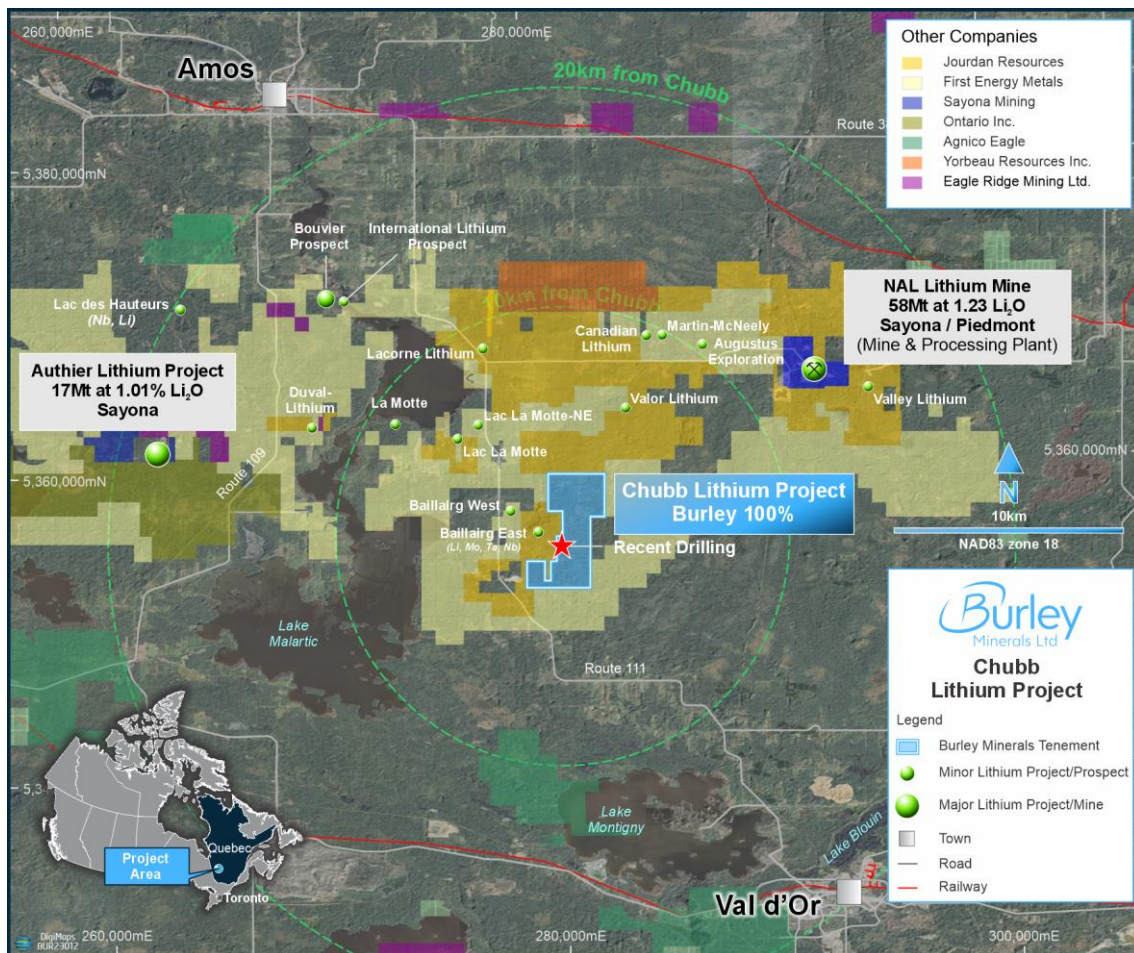 260,000mE
280,000mE
Amos
20km from Chubb
Other Companies
Jourdan Resources
First Energy Metals
Sayona Mining
Ontario Inc.
Agnico Eagle
Yorbeau Resources Inc.
Eagle Ridge Mining Ltd.
Route 3
5,380,000mN
Bouvier
Prospect
International Lithium
Prospect
Lac des Hauteurs
(Nb, Li)
10km from Chubb
Canadian
Lithium
Martin-McNeely
Augustus
Exploration
NAL Lithium Mine
58Mt at 1.23 Li₂O
Sayona / Piedmont
(Mine & Processing Plant)
Lacorne Lithium
Authier Lithium Project
17Mt at 1.01% Li₂O
Sayona
Duval-
Lithium
La Motte
Lac La Motte-NE
Valor Lithium
Valley Lithium
Lac La Motte
Route 109
5,360,000mN
5,360,000mN
Chubb Lithium Project
Burley 100%
N
10km
NAD83 zone 18
Baillairg West
Baillairg East
(Li, Mo, Ta, Nb)
Recent Drilling
Lake
Malartic
Route 111
Burley
Minerals Ltd
Chubb
Lithium Project
Legend
Burley Minerals Tenement
Minor Lithium Project/Prospect
Major Lithium Project/Mine
Town
Road
Railway
5,3
Lake
Montigny
Lake Blouin
Quebec
Project
Area
Toronto
Val d'Or
DigiMaps
BUR23012
260,000mE
280,000mE
300,000mE